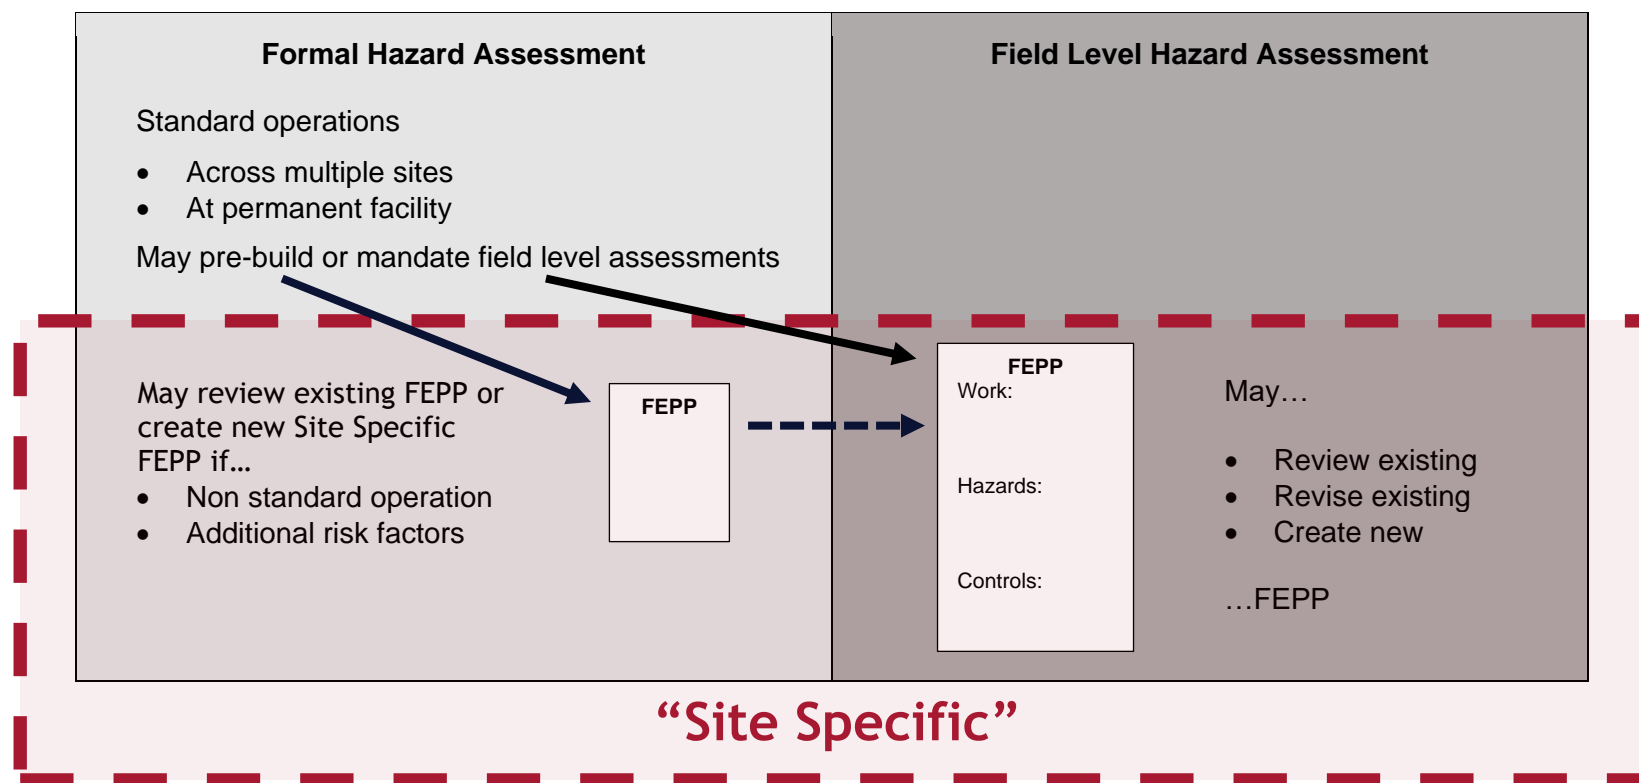 Formal Hazard Assessment
Standard operations
• Across multiple sites
• At permanent facility
May pre-build or mandate field level assessments
May review existing FEPP or
create new Site Specific
FEPP if…
• Non standard operation
• Additional risk factors
FEPP
Field Level Hazard Assessment
FEPP
Work:
Hazards:
Controls:
May…
• Review existing
• Revise existing
• Create new
…FEPP
“Site Specific”